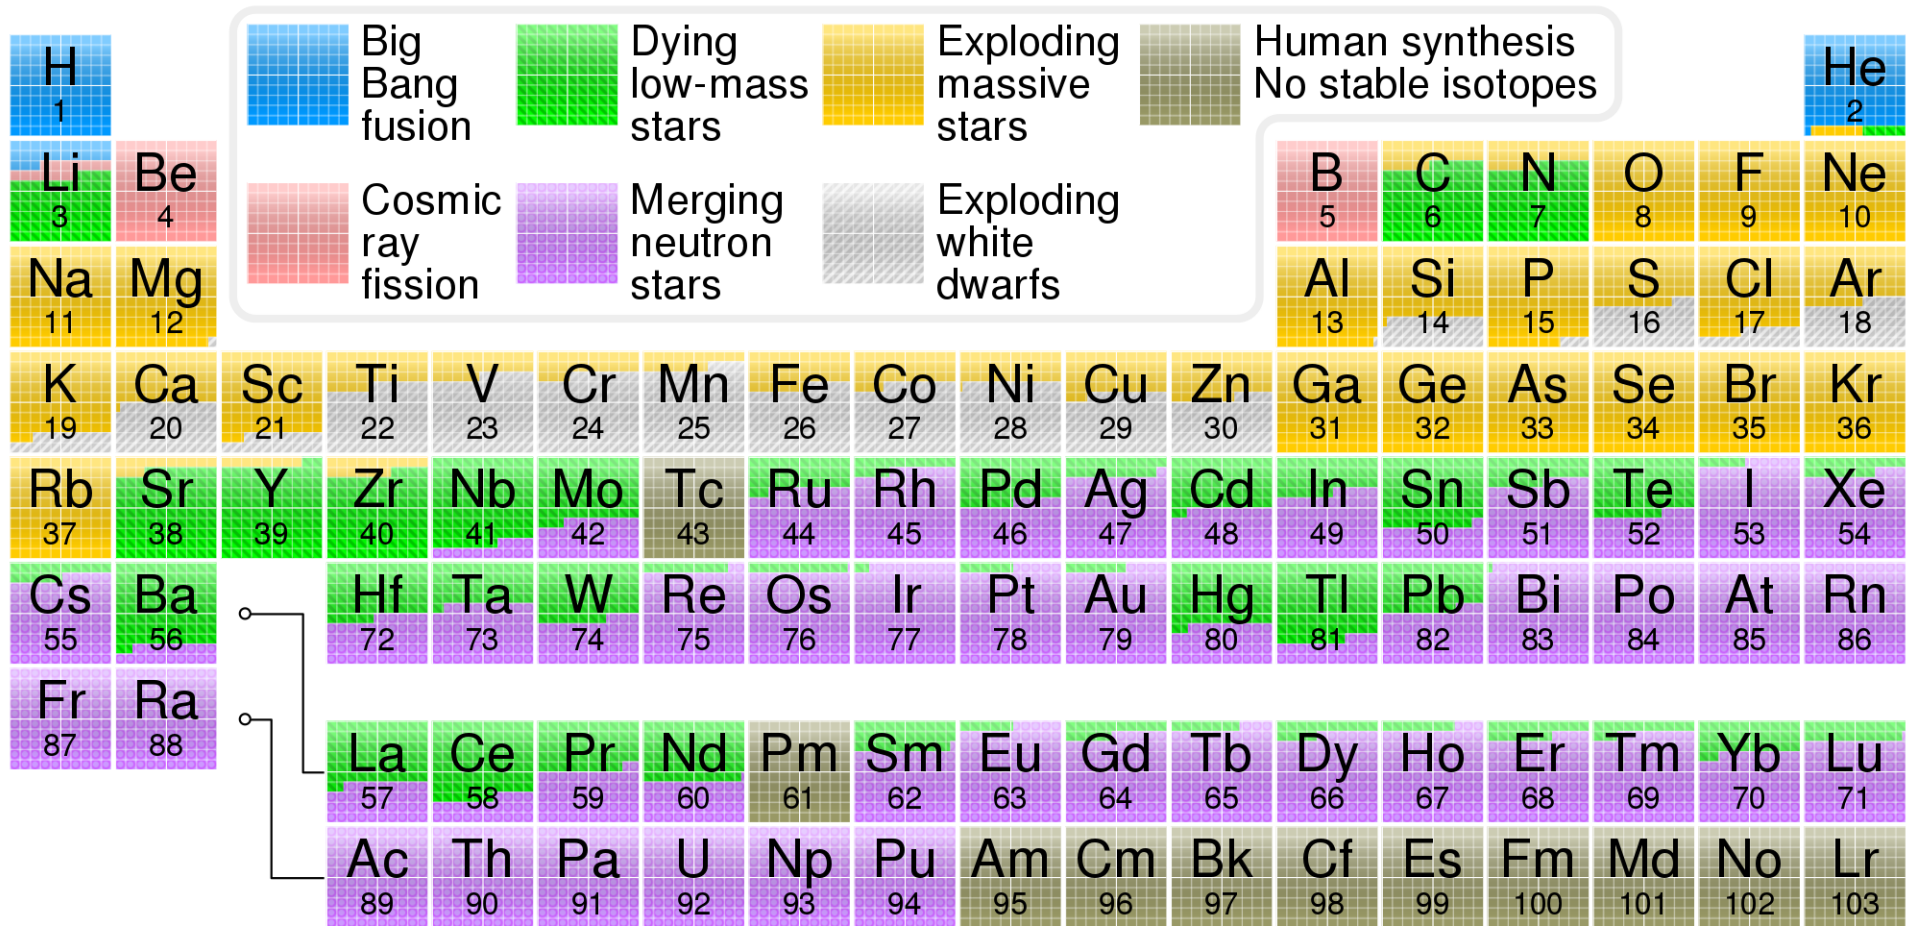 Big
Bang
fusion
Dying
low-mass
stars
Exploding
massive
stars
Human synthesis
No stable isotopes
Cosmic
ray
fission
Merging
neutron
stars
Exploding
white
dwarfs
H
1
He
2
Li
3
Be
4
B
5
C
6
N
7
O
8
F
9
Ne
10
Na
11
Mg
12
Al
13
Si
14
P
15
S
16
Cl
17
Ar
18
K
19
Ca
20
Sc
21
Ti
22
V
23
Cr
24
Mn
25
Fe
26
Co
27
Ni
28
Cu
29
Zn
30
Ga
31
Ge
32
As
33
Se
34
Br
35
Kr
36
Rb
37
Sr
38
Y
39
Zr
40
Nb
41
Mo
42
Tc
43
Ru
44
Rh
45
Pd
46
Ag
47
Cd
48
In
49
Sn
50
Sb
51
Te
52
I
53
Xe
54
Cs
55
Ba
56
Hf
72
Ta
73
W
74
Re
75
Os
76
Ir
77
Pt
78
Au
79
Hg
80
Tl
81
Pb
82
Bi
83
Po
84
At
85
Rn
86
Fr
87
Ra
88
La
57
Ce
58
Pr
59
Nd
60
Pm
61
Sm
62
Eu
63
Gd
64
Tb
65
Dy
66
Ho
67
Er
68
Tm
69
Yb
70
Lu
71
Ac
89
Th
90
Pa
91
U
92
Np
93
Pu
94
Am
95
Cm
96
Bk
97
Cf
98
Es
99
Fm
100
Md
101
No
102
Lr
103